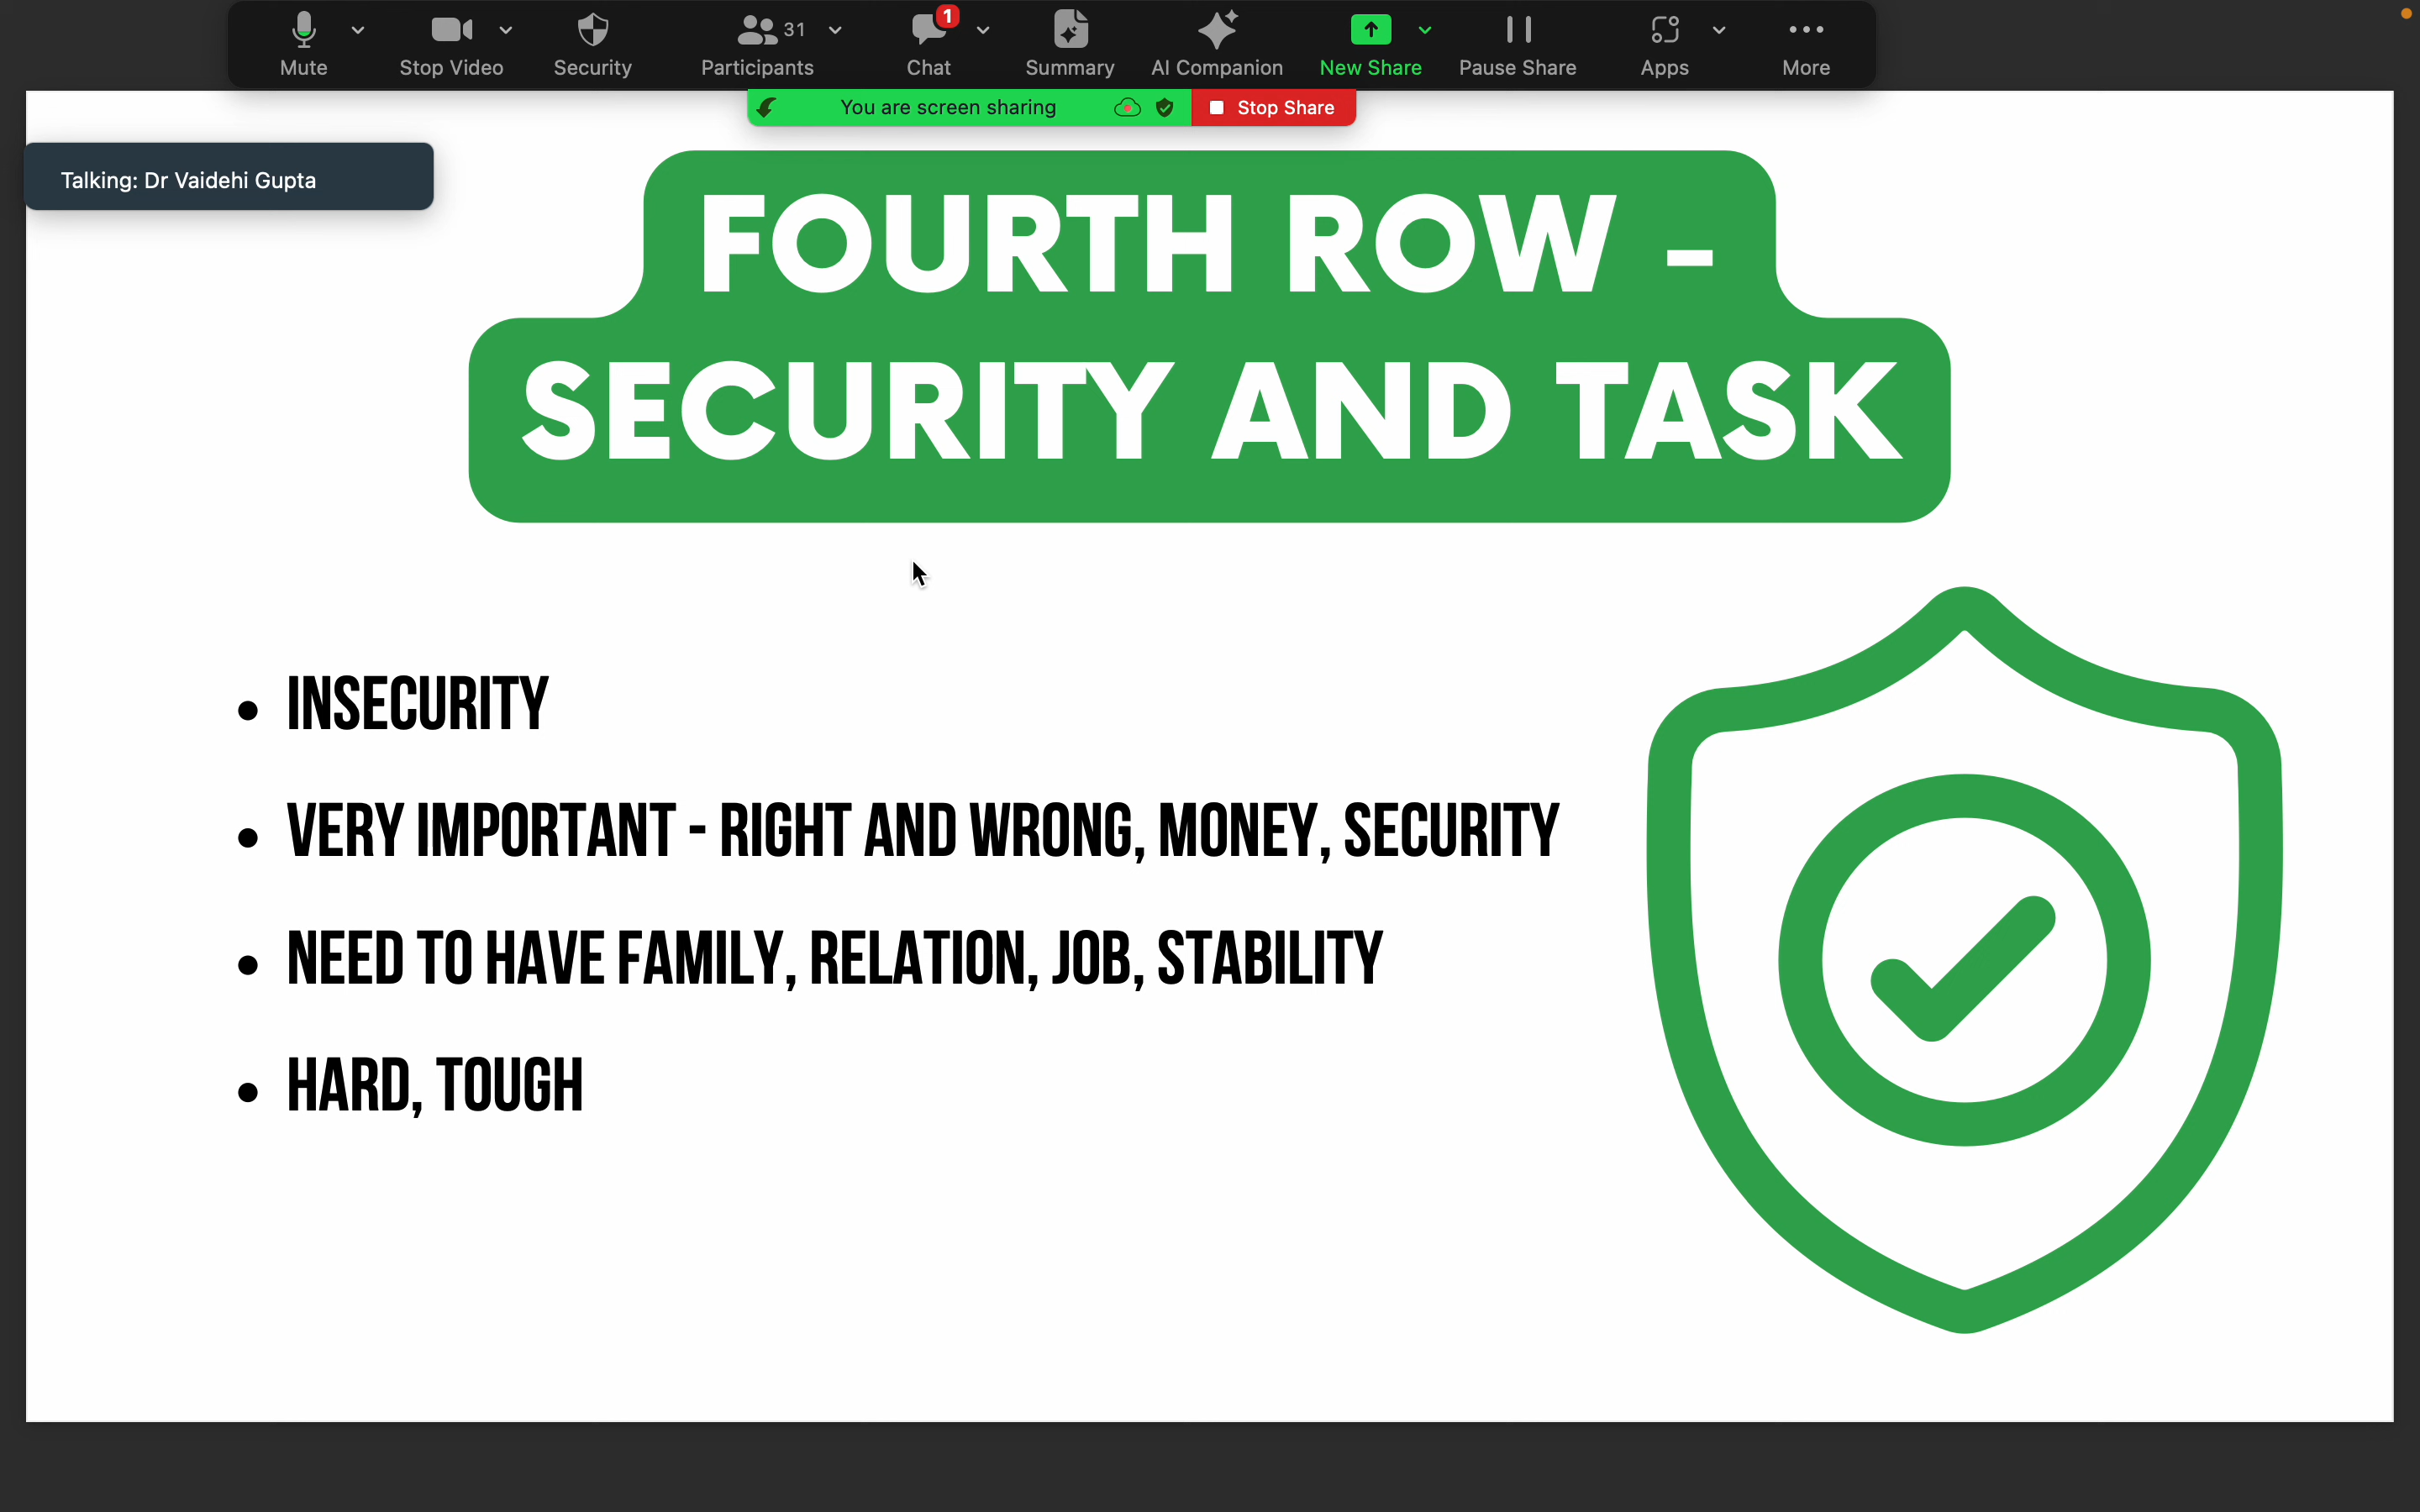 Mute
Stop Video
Security
31
Participants
1
Chat
Summary
AI Companion
New Share
Pause Share
Apps
More
You are screen sharing
Stop Share
Talking: Dr Vaidehi Gupta
FOURTH ROW -
SECURITY AND TASK
• INSECURITY
• VERY IMPORTANT - RIGHT AND WRONG, MONEY, SECURITY
• NEED TO HAVE FAMILY, RELATION, JOB, STABILITY
• HARD, TOUGH